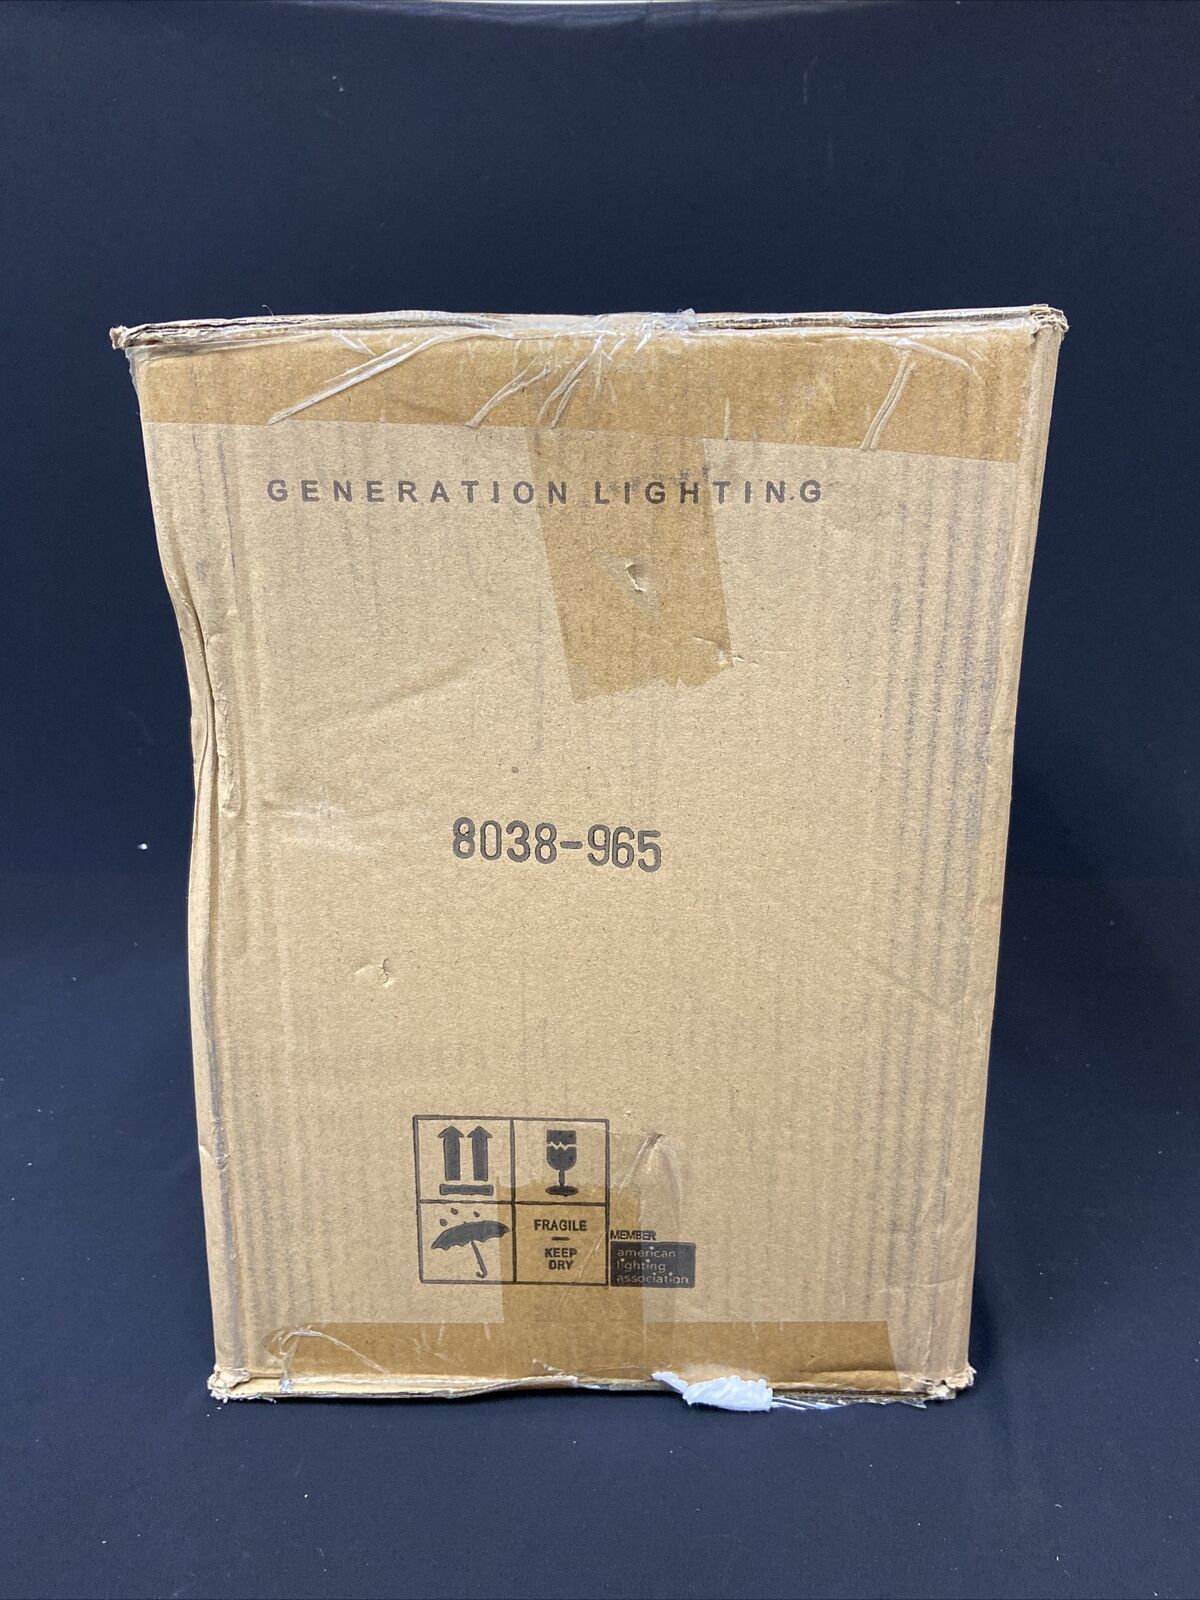 GENERATION LIGHTING
8038-965
FRAGILE
KEEP
DRY
MEMBER
american
lighting
association